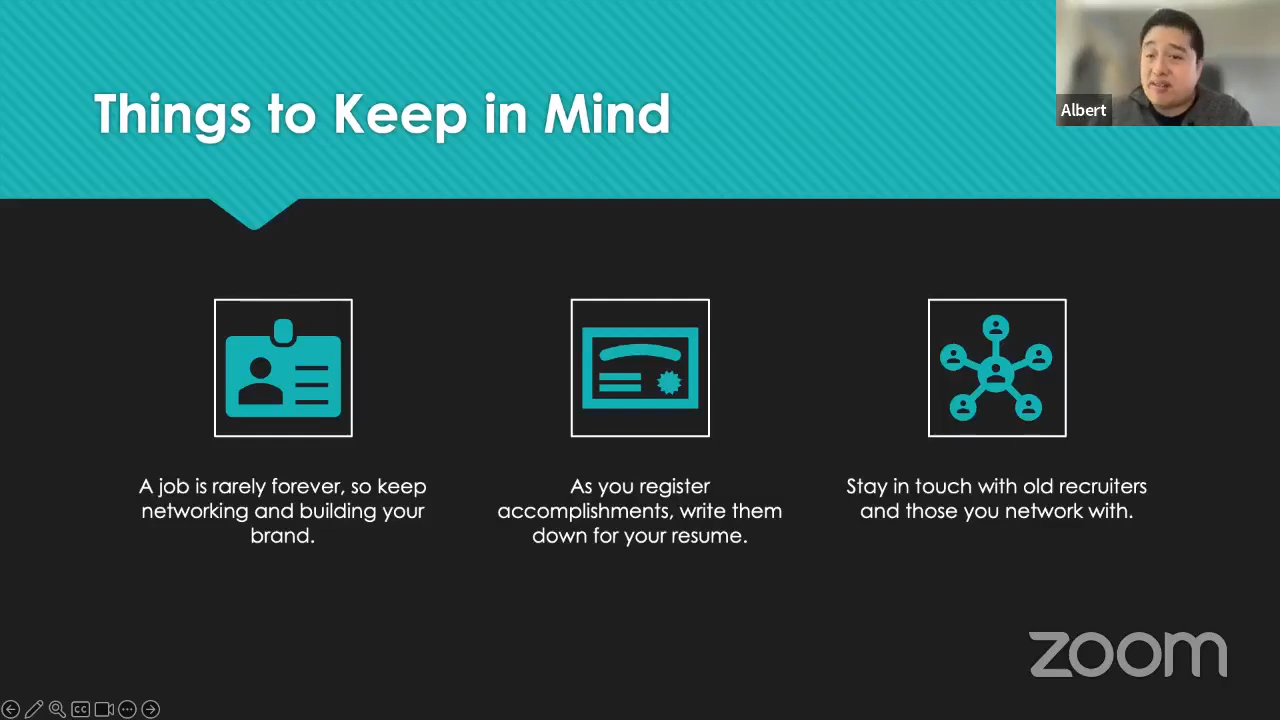 Things to Keep in Mind
Albert
A job is rarely forever, so keep
networking and building your
brand.
As you register
accomplishments, write them
down for your resume.
Stay in touch with old recruiters
and those you network with.
zoom
CC